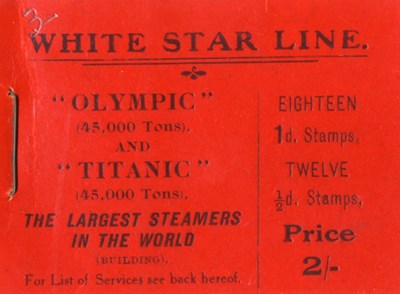 2
WHITE STAR LINE.
"OLYMPIC"
(45,000 Tons).
AND
"TITANIC"
(45,000 Tons).
THE LARGEST STEAMERS
IN THE WORLD
(BUILDING).
For List of Services see back hereof.
EIGHTEEN
1d. Stamps,
TWELVE
½d. Stamps,
Price
2/-